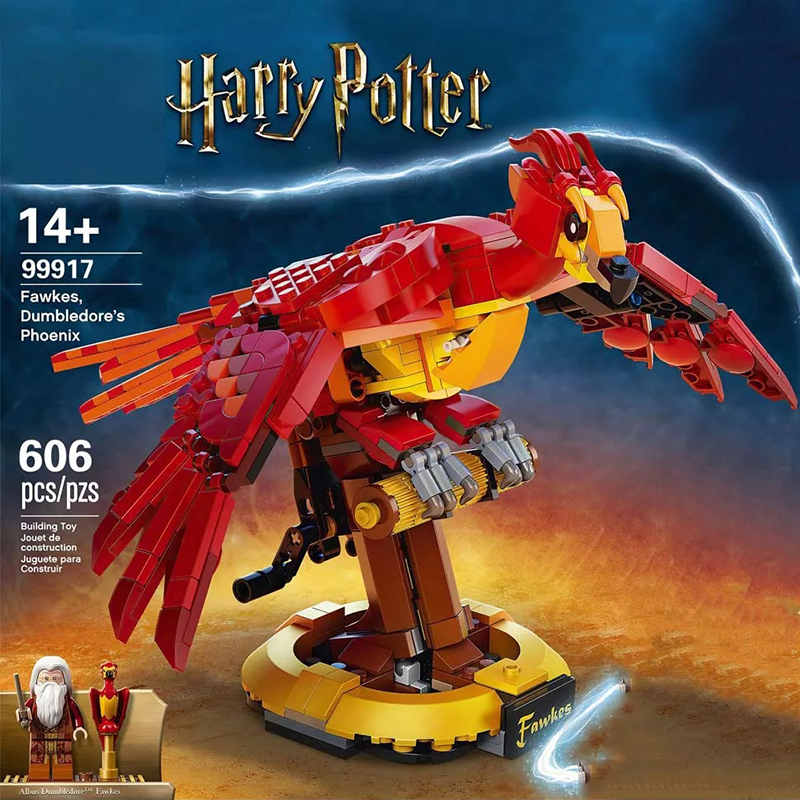 Harry Potter
14+
99917
Fawkes,
Dumbledore's
Phoenix
606
pcs/pzs
Building Toy
Jouet de
construction
Juguete para
Construir
Fawkes
Albus Dumbledore™ Fawkes